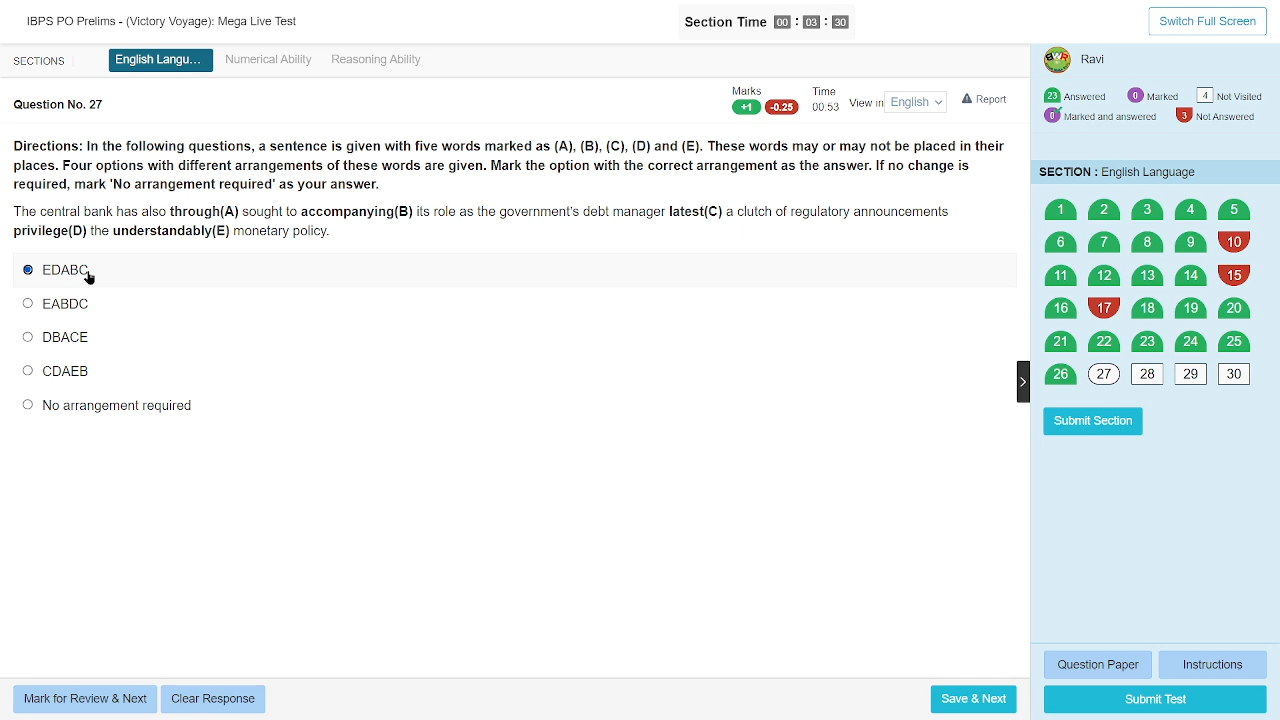 IBPS PO Prelims - (Victory Voyage): Mega Live Test
Section Time 00 : 03 : 30
Switch Full Screen
SECTIONS
English Langu...
Numerical Ability
Reasoning Ability
Ravi
Question No. 27
Marks
+1 -0.25
Time
00:53
View in English
Report
23 Answered
0 Marked
4 Not Visited
0 Marked and answered
3 Not Answered
Directions: In the following questions, a sentence is given with five words marked as (A), (B), (C), (D) and (E). These words may or may not be placed in their
places. Four options with different arrangements of these words are given. Mark the option with the correct arrangement as the answer. If no change is
required, mark 'No arrangement required' as your answer.
The central bank has also through(A) sought to accompanying(B) its role as the government's debt manager latest(C) a clutch of regulatory announcements
privilege(D) the understandably(E) monetary policy.
EDABC
EABDC
DBACE
CDAEB
No arrangement required
SECTION : English Language
1 2 3 4 5
6 7 8 9 10
11 12 13 14 15
16 17 18 19 20
21 22 23 24 25
26 27 28 29 30
Submit Section
Question Paper
Instructions
Mark for Review & Next
Clear Response
Save & Next
Submit Test